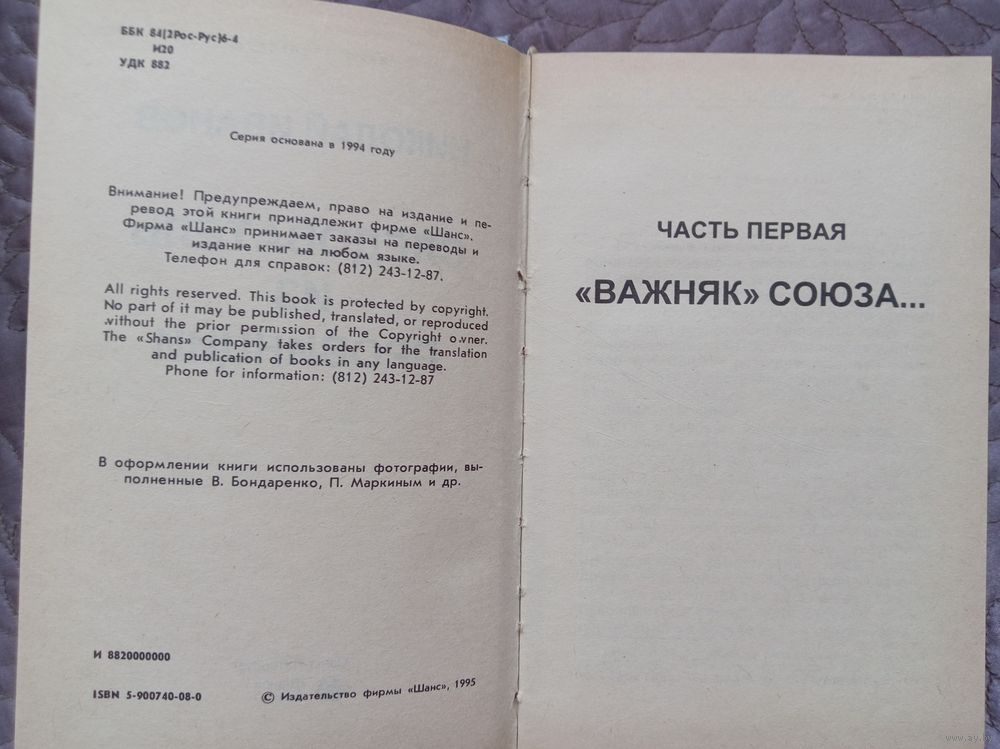 ББК 84(2Рос-Рус)6-4
И20
УДК 882
Серия основана в 1994 году
Внимание! Предупреждаем, право на издание и пе-
ревод этой книги принадлежит фирме «Шанс».
Фирма «Шанс» принимает заказы на переводы и
издание книг на любом языке.
Телефон для справок: (812) 243-12-87.
All rights reserved. This book is protected by copyright.
No part of it may be published, translated, or reproduced
.vithout the prior permission of the Copyright o.vner.
The «Shans» Company takes orders for the translation
and publication of books in any language.
Phone for information: (812) 243-12-87
В оформлении книги использованы фотографии, вы-
полненные В. Бондаренко, П. Маркиным и др.
И 8820000000
ISBN 5-900740-08-0
© Издательство фирмы «Шанс», 1995
ЧАСТЬ ПЕРВАЯ
«ВАЖНЯК» СОЮЗА...
www.ay.by